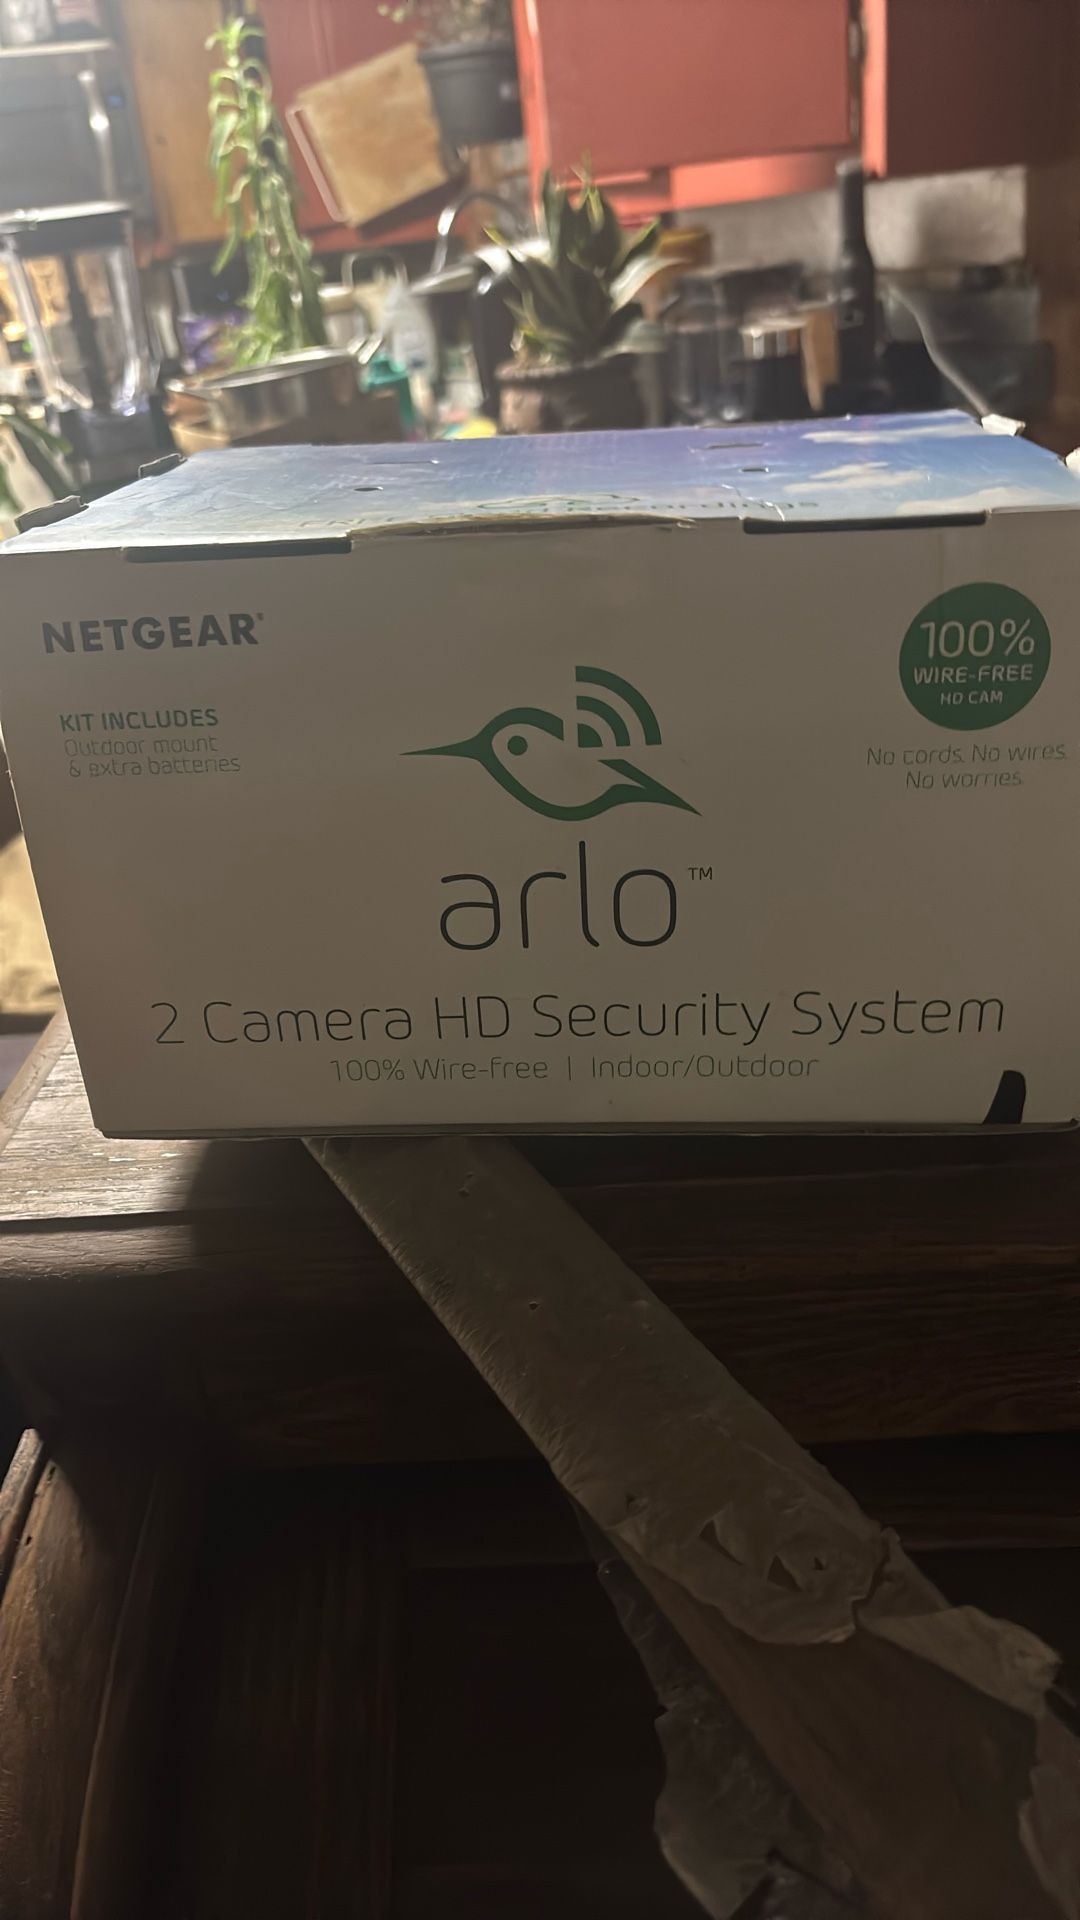 NETGEAR®
KIT INCLUDES
Outdoor mount
& extra batteries
100%
WIRE-FREE
HD CAM
No cords. No wires.
No worries.
arlo™
2 Camera HD Security System
100% Wire-free | Indoor/Outdoor